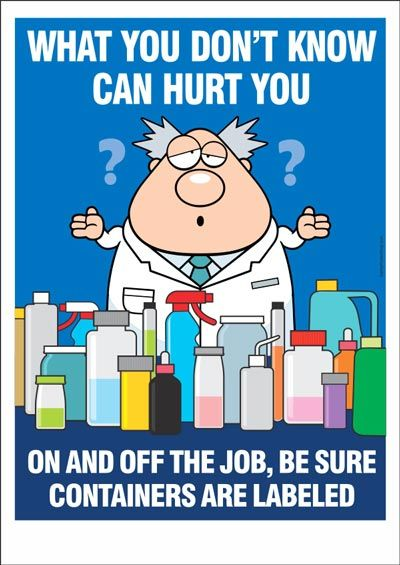 WHAT YOU DON'T KNOW
CAN HURT YOU
? ?
ON AND OFF THE JOB, BE SURE
CONTAINERS ARE LABELED